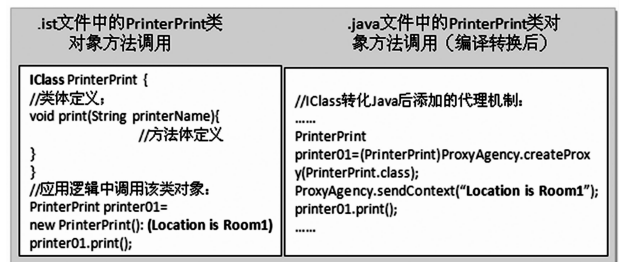 .ist文件中的PrinterPrint类
对象方法调用
IClass PrinterPrint {
//类体定义；
void print(String printerName){
//方法体定义
}
}
//应用逻辑中调用该类对象：
PrinterPrint printer01=
new PrinterPrint(): (Location is Room1)
printer01.print();
.java文件中的PrinterPrint类对
象方法调用（编译转换后）
//IClass转化Java后添加的代理机制：
……
PrinterPrint
printer01=(PrinterPrint)ProxyAgency.createProx
y(PrinterPrint.class);
ProxyAgency.sendContext(“Location is Room1”);
printer01.print();
……